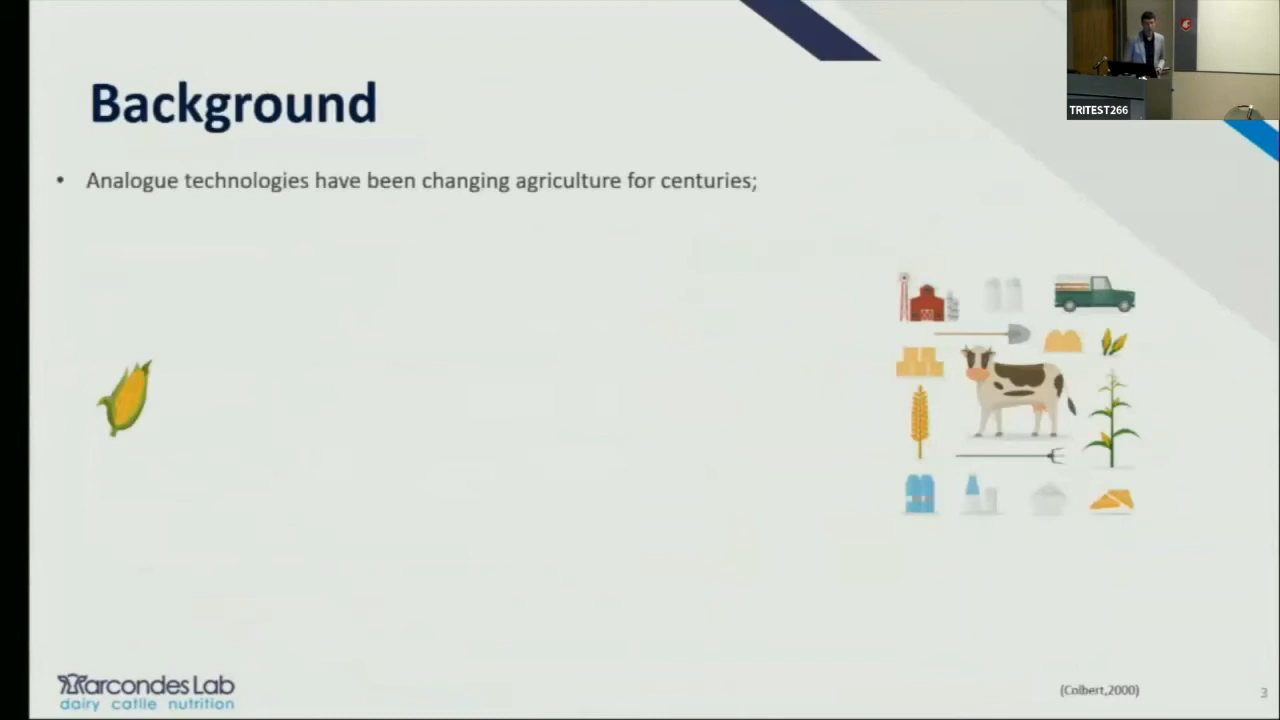 TRITEST266
Background
• Analogue technologies have been changing agriculture for centuries;
Marcondes Lab
dairy cattle nutrition
(Colbert,2000)
3